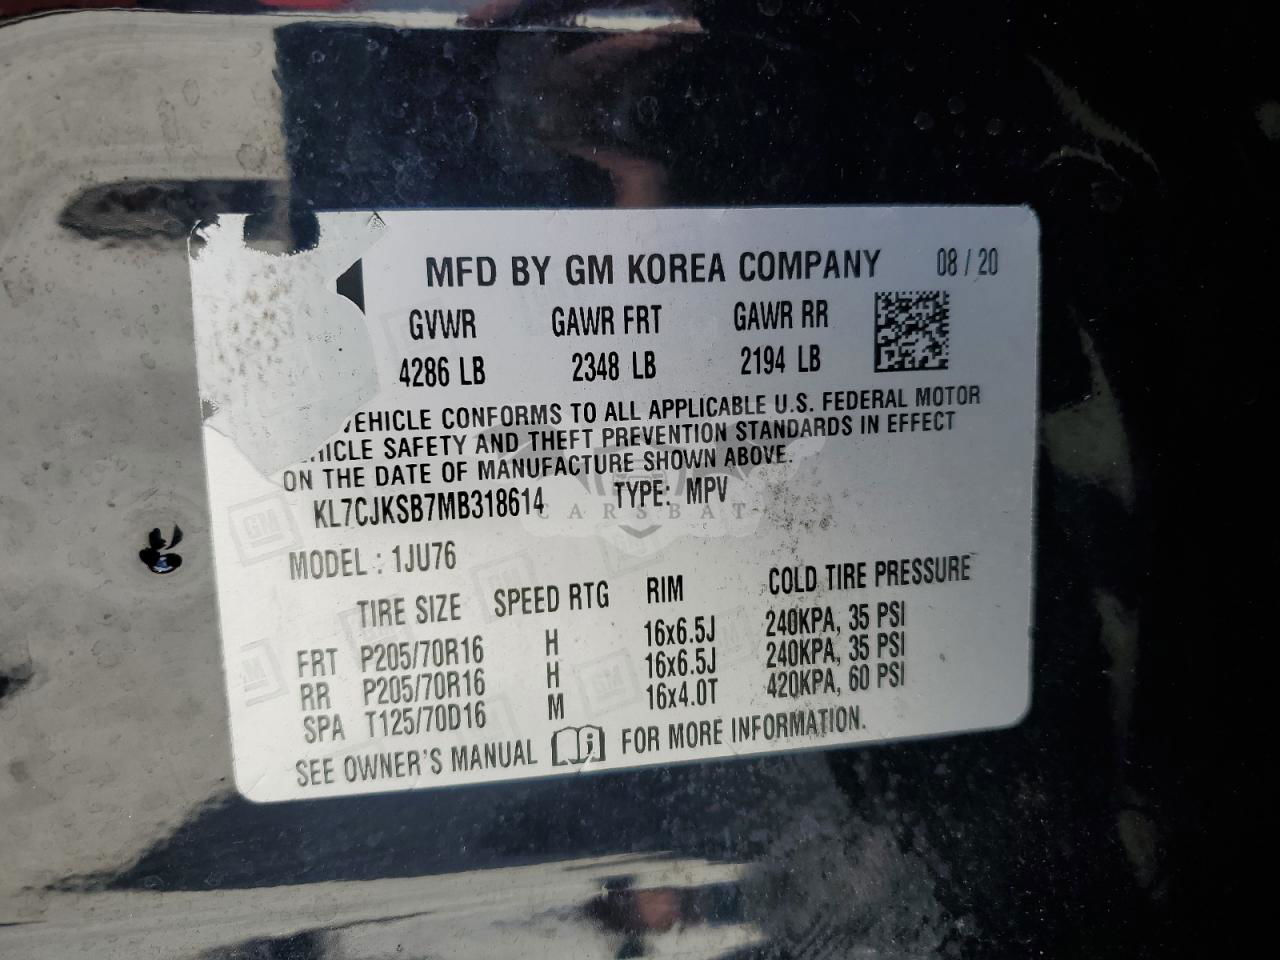 MFD BY GM KOREA COMPANY 08 / 20
GVWR GAWR FRT GAWR RR
4286 LB 2348 LB 2194 LB
VEHICLE CONFORMS TO ALL APPLICABLE U.S. FEDERAL MOTOR
HICLE SAFETY AND THEFT PREVENTION STANDARDS IN EFFECT
ON THE DATE OF MANUFACTURE SHOWN ABOVE.
KL7CJKSB7MB318614 TYPE: MPV
CARSBAT
MODEL : 1JU76
TIRE SIZE SPEED RTG RIM COLD TIRE PRESSURE
FRT P205/70R16 H 16x6.5J 240KPA, 35 PSI
RR P205/70R16 H 16x6.5J 240KPA, 35 PSI
SPA T125/70D16 M 16x4.0T 420KPA, 60 PSI
SEE OWNER'S MANUAL i FOR MORE INFORMATION.